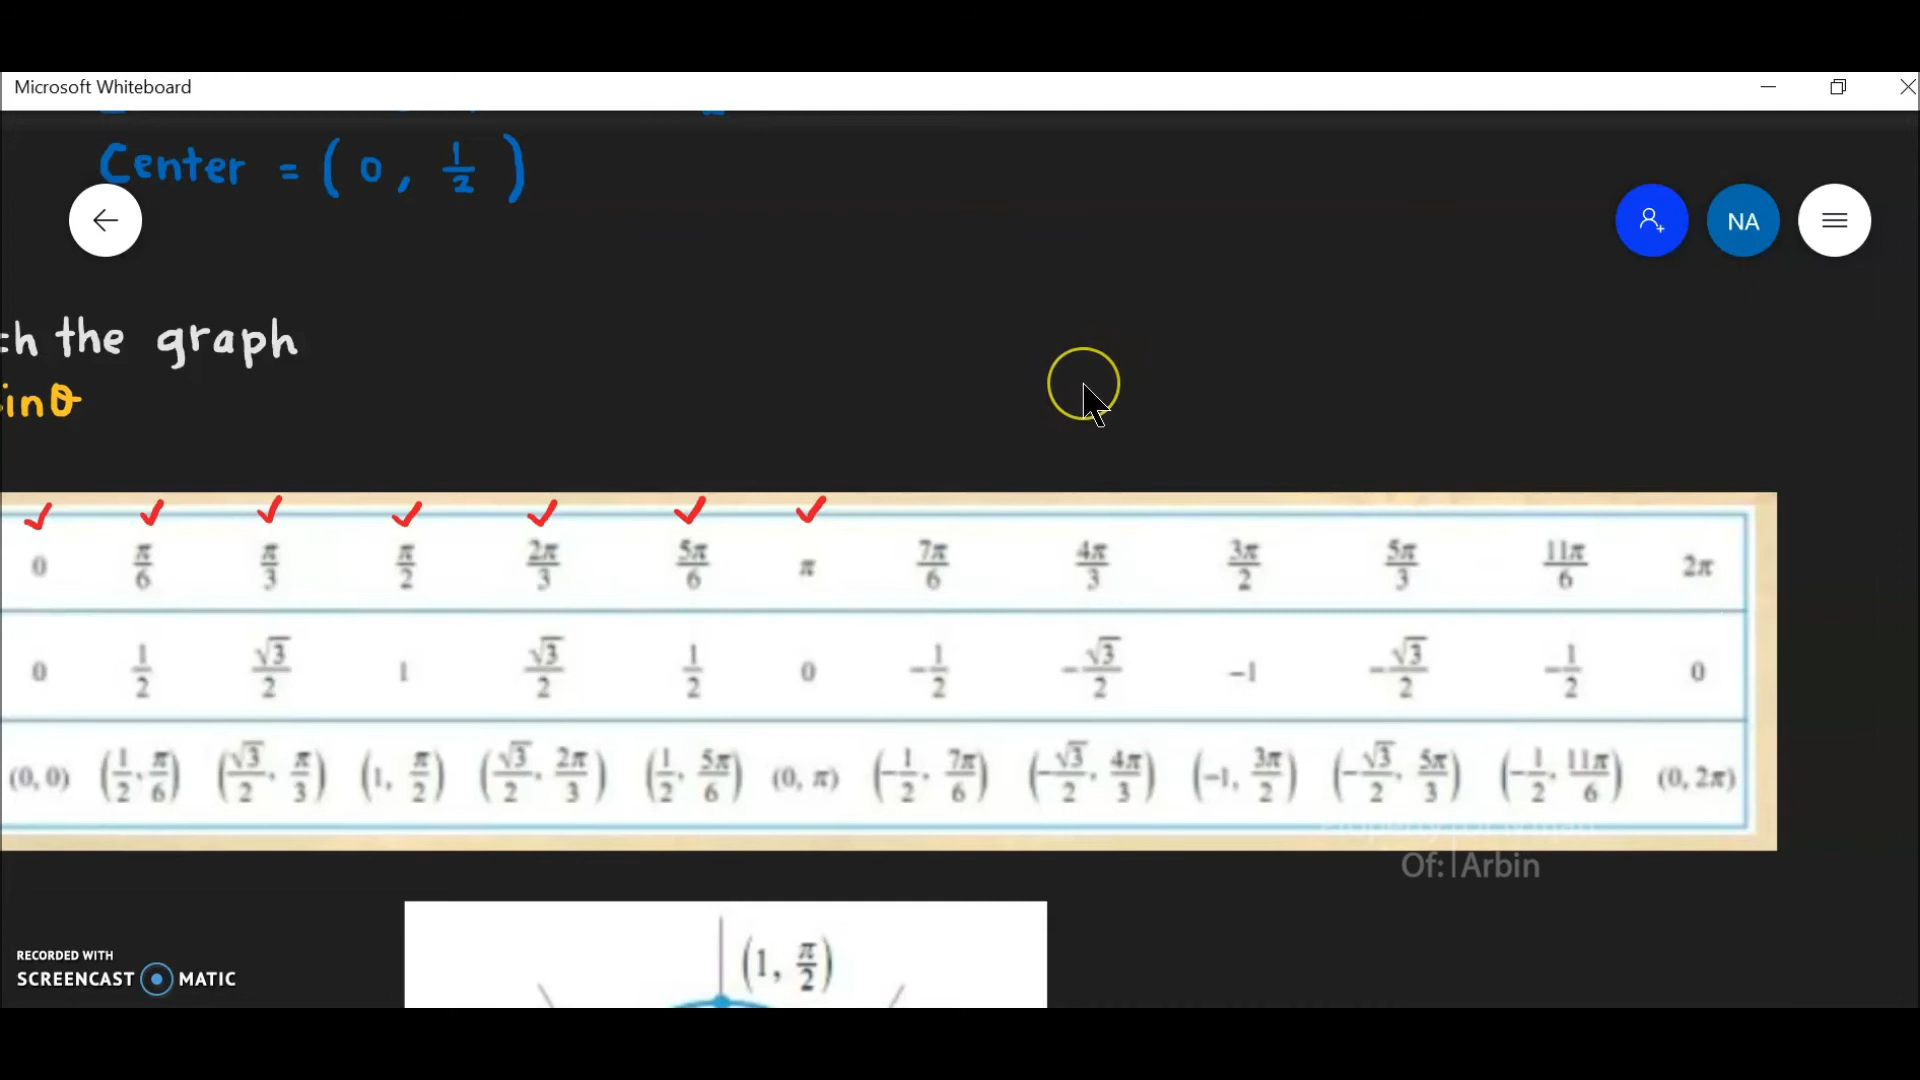 Microsoft Whiteboard
Center = ( 0 , 1/2 )
NA
ch the graph
sinθ
0 π/6 π/3 π/2 2π/3 5π/6 π 7π/6 4π/3 3π/2 5π/3 11π/6 2π
0 1/2 √3/2 1 √3/2 1/2 0 -1/2 -√3/2 -1 -√3/2 -1/2 0
(0, 0) (1/2, π/6) (√3/2, π/3) (1, π/2) (√3/2, 2π/3) (1/2, 5π/6) (0, π) (-1/2, 7π/6) (-√3/2, 4π/3) (-1, 3π/2) (-√3/2, 5π/3) (-1/2, 11π/6) (0, 2π)
Of: Arbin
(1, π/2)
RECORDED WITH
SCREENCAST MATIC